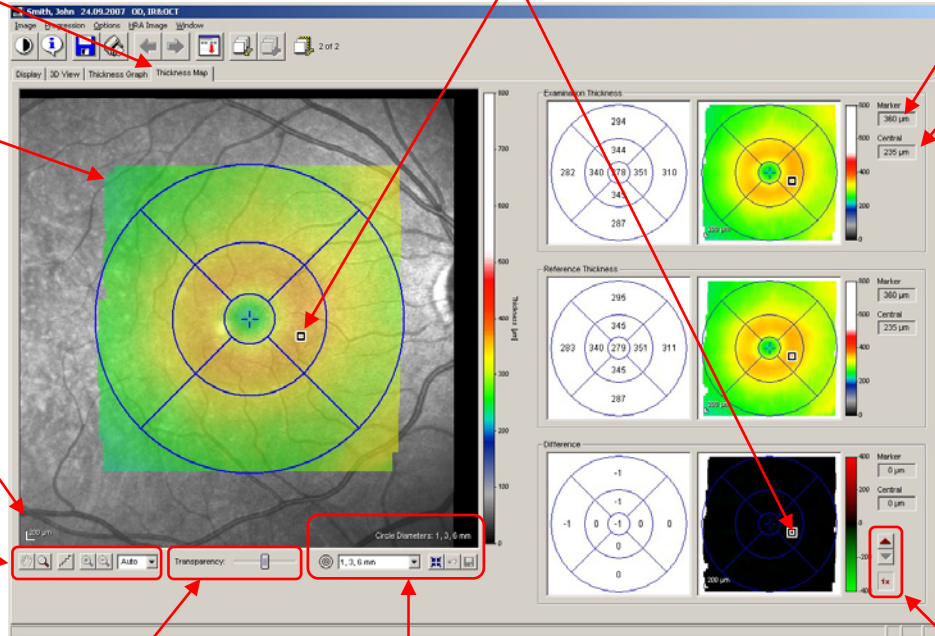 Smith, John 24.09.2007 OD, IR&OCT
Image Progression Options HRA Image Window
2 of 2
Display 3D View Thickness Graph Thickness Map
800
700
600
500
400
300
200
100
0
Thickness [µm]
200 µm
Circle Diameters: 1, 3, 6 mm
Auto
Transparency:
1, 3, 6 mm
Examination Thickness
294
344
282 340 278 351 310
345
287
200 µm
800
600
400
200
0
Marker
360 µm
Central
235 µm
Reference Thickness
295
345
283 340 279 351 311
345
287
200 µm
800
600
400
200
0
Marker
360 µm
Central
235 µm
Difference
-1
-1
-1 0 -1 0 0
0
0
200 µm
400
200
0
-200
-400
Marker
0 µm
Central
0 µm
1x